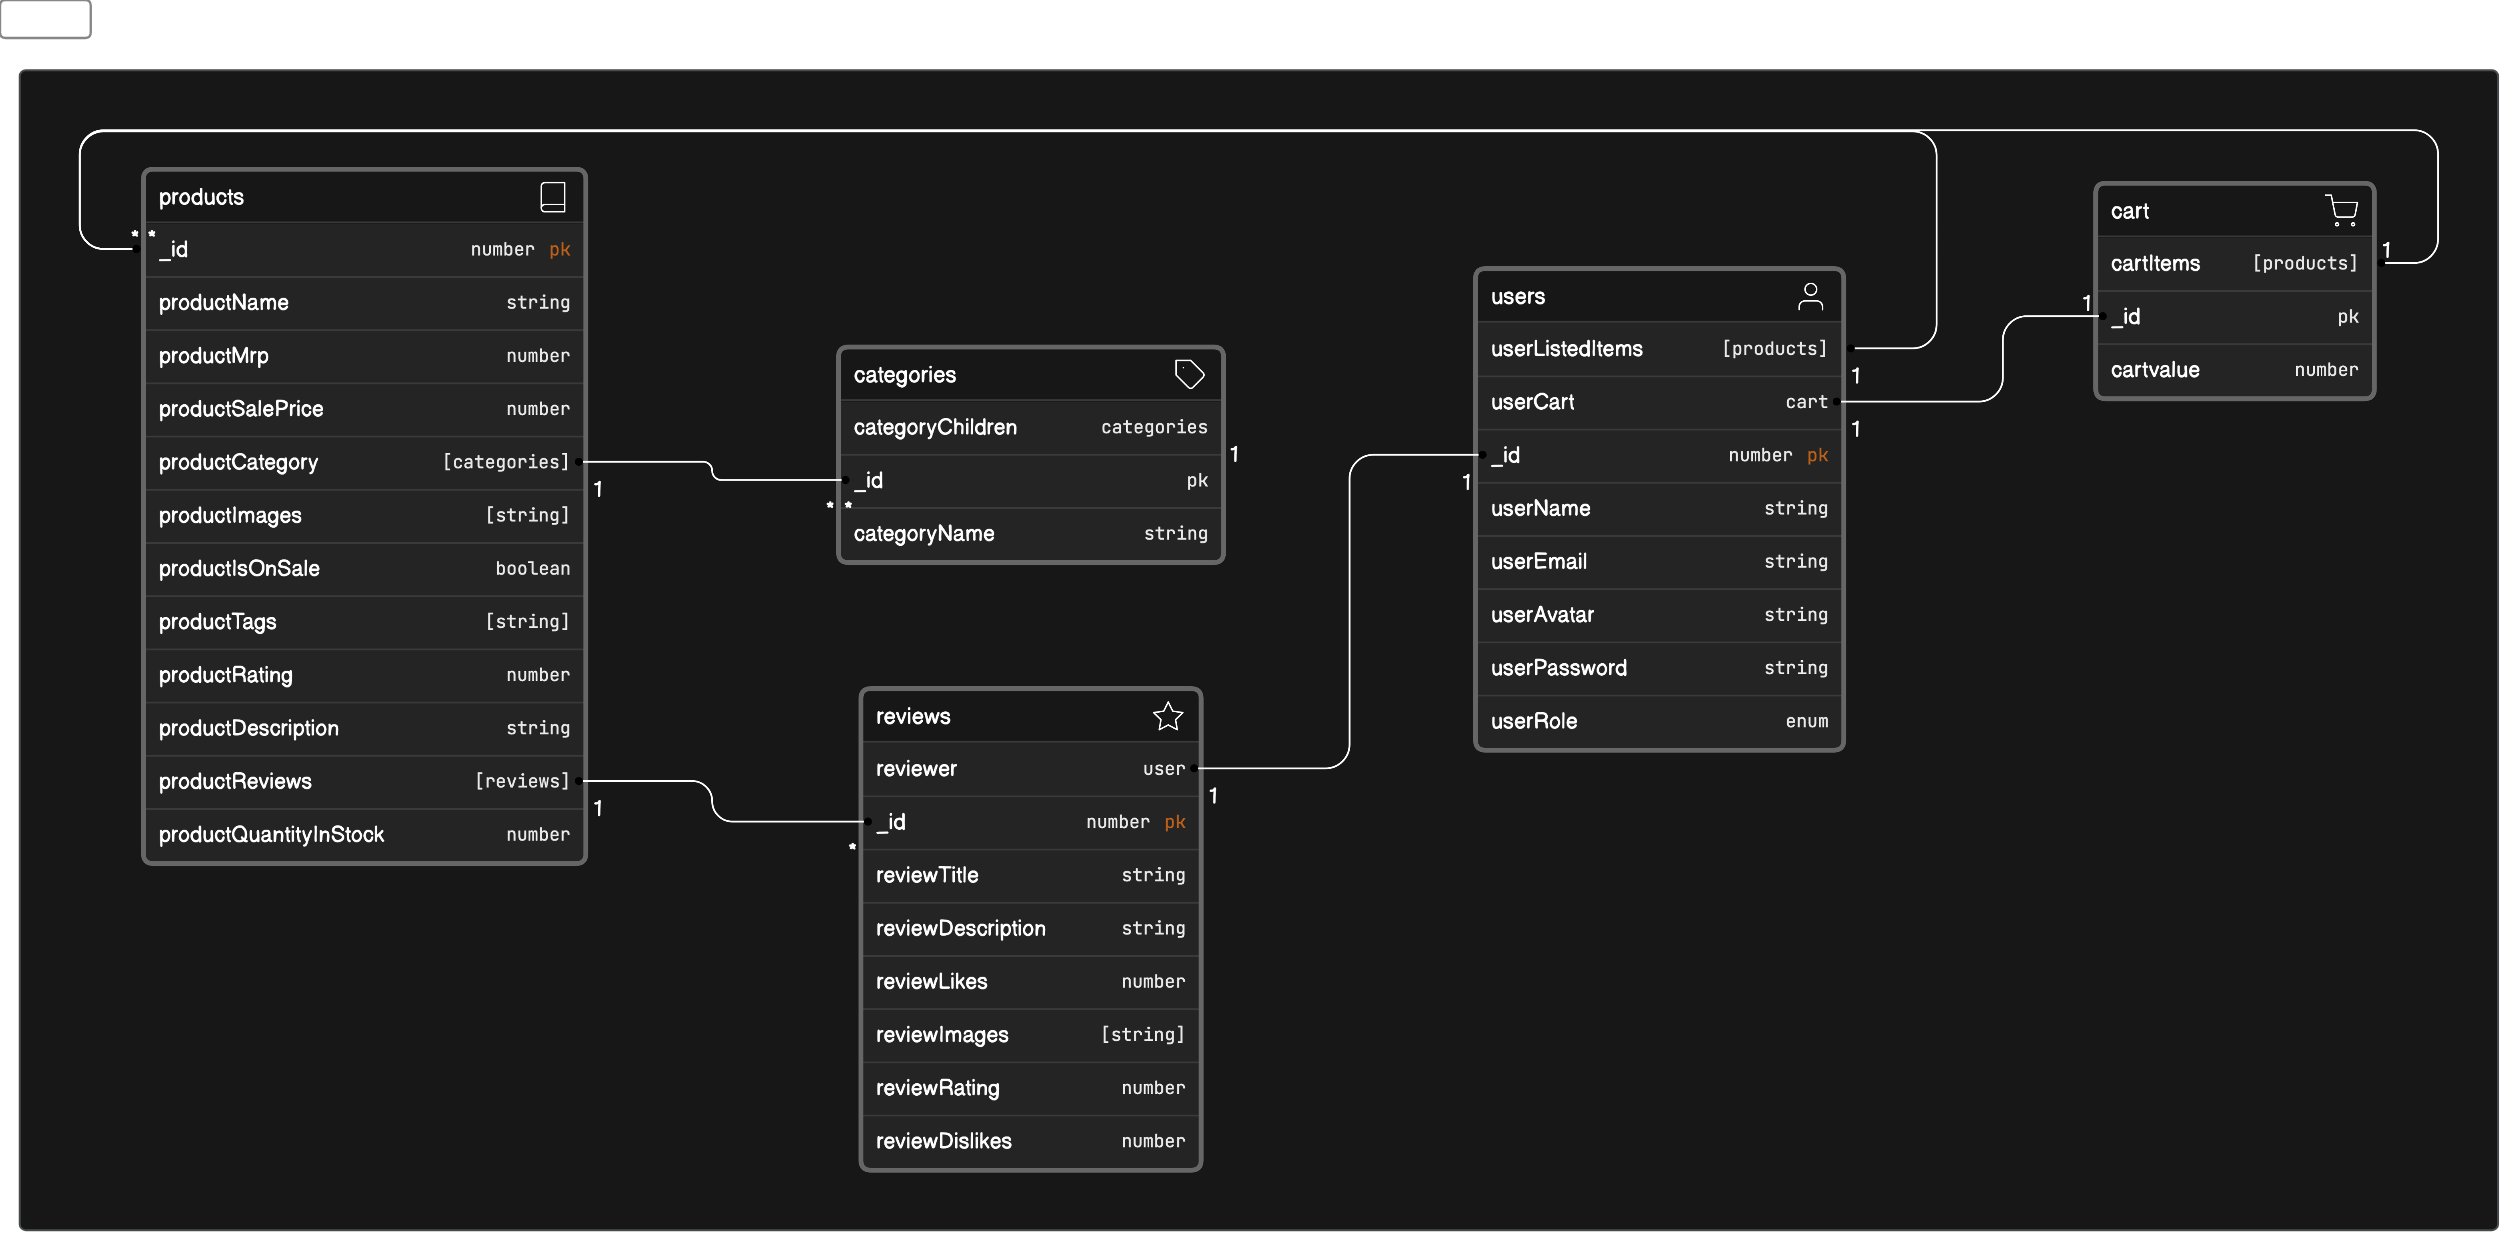 products
* *
_id number pk
productName string
productMrp number
productSalePrice number
productCategory [categories]
1
productImages [string]
productIsOnSale boolean
productTags [string]
productRating number
productDescription string
productReviews [reviews]
1
productQuantityInStock number
categories
categoryChildren categories
1
_id pk
* *
categoryName string
reviews
reviewer user
1
_id number pk
*
reviewTitle string
reviewDescription string
reviewLikes number
reviewImages [string]
reviewRating number
reviewDislikes number
users
userListedItems [products]
1
userCart cart
1
_id number pk
1
userName string
userEmail string
userAvatar string
userPassword string
userRole enum
cart
1
cartItems [products]
1
_id pk
cartvalue number